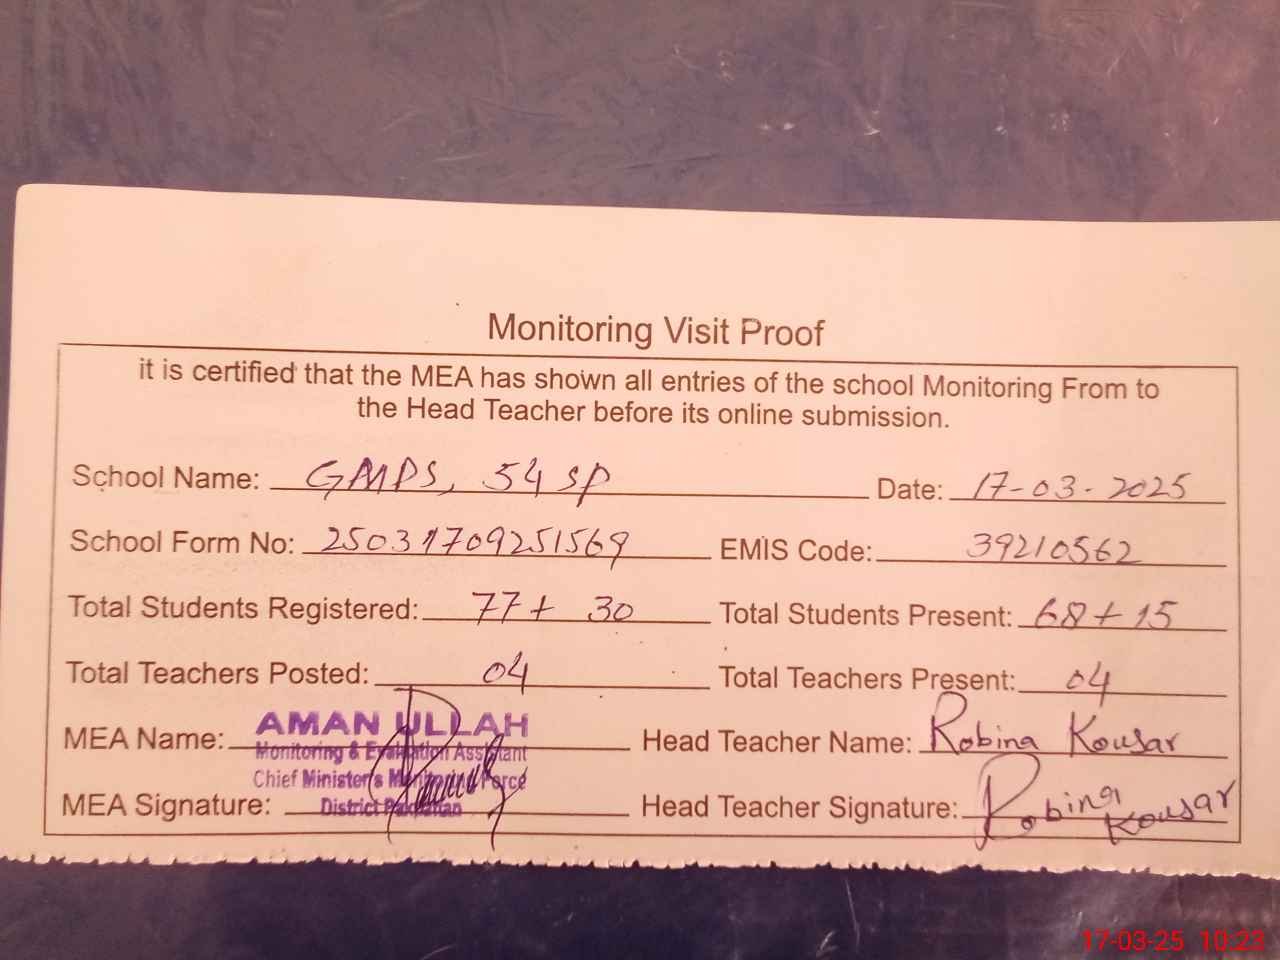 Monitoring Visit Proof
it is certified that the MEA has shown all entries of the school Monitoring From to
the Head Teacher before its online submission.
School Name: GMPS, 54 SP Date: 17-03-2025
School Form No: 25031709251569 EMIS Code: 39210562
Total Students Registered: 77+ 30 Total Students Present: 68+15
Total Teachers Posted: 04 Total Teachers Present: 04
MEA Name: AMAN ULLAH Head Teacher Name: Robina Kousar
Monitoring & Evaluation Assistant
Chief Minister's Monitoring Force
MEA Signature: District Pakpattan Head Teacher Signature: Robina Kousar
17-03-25 10:23